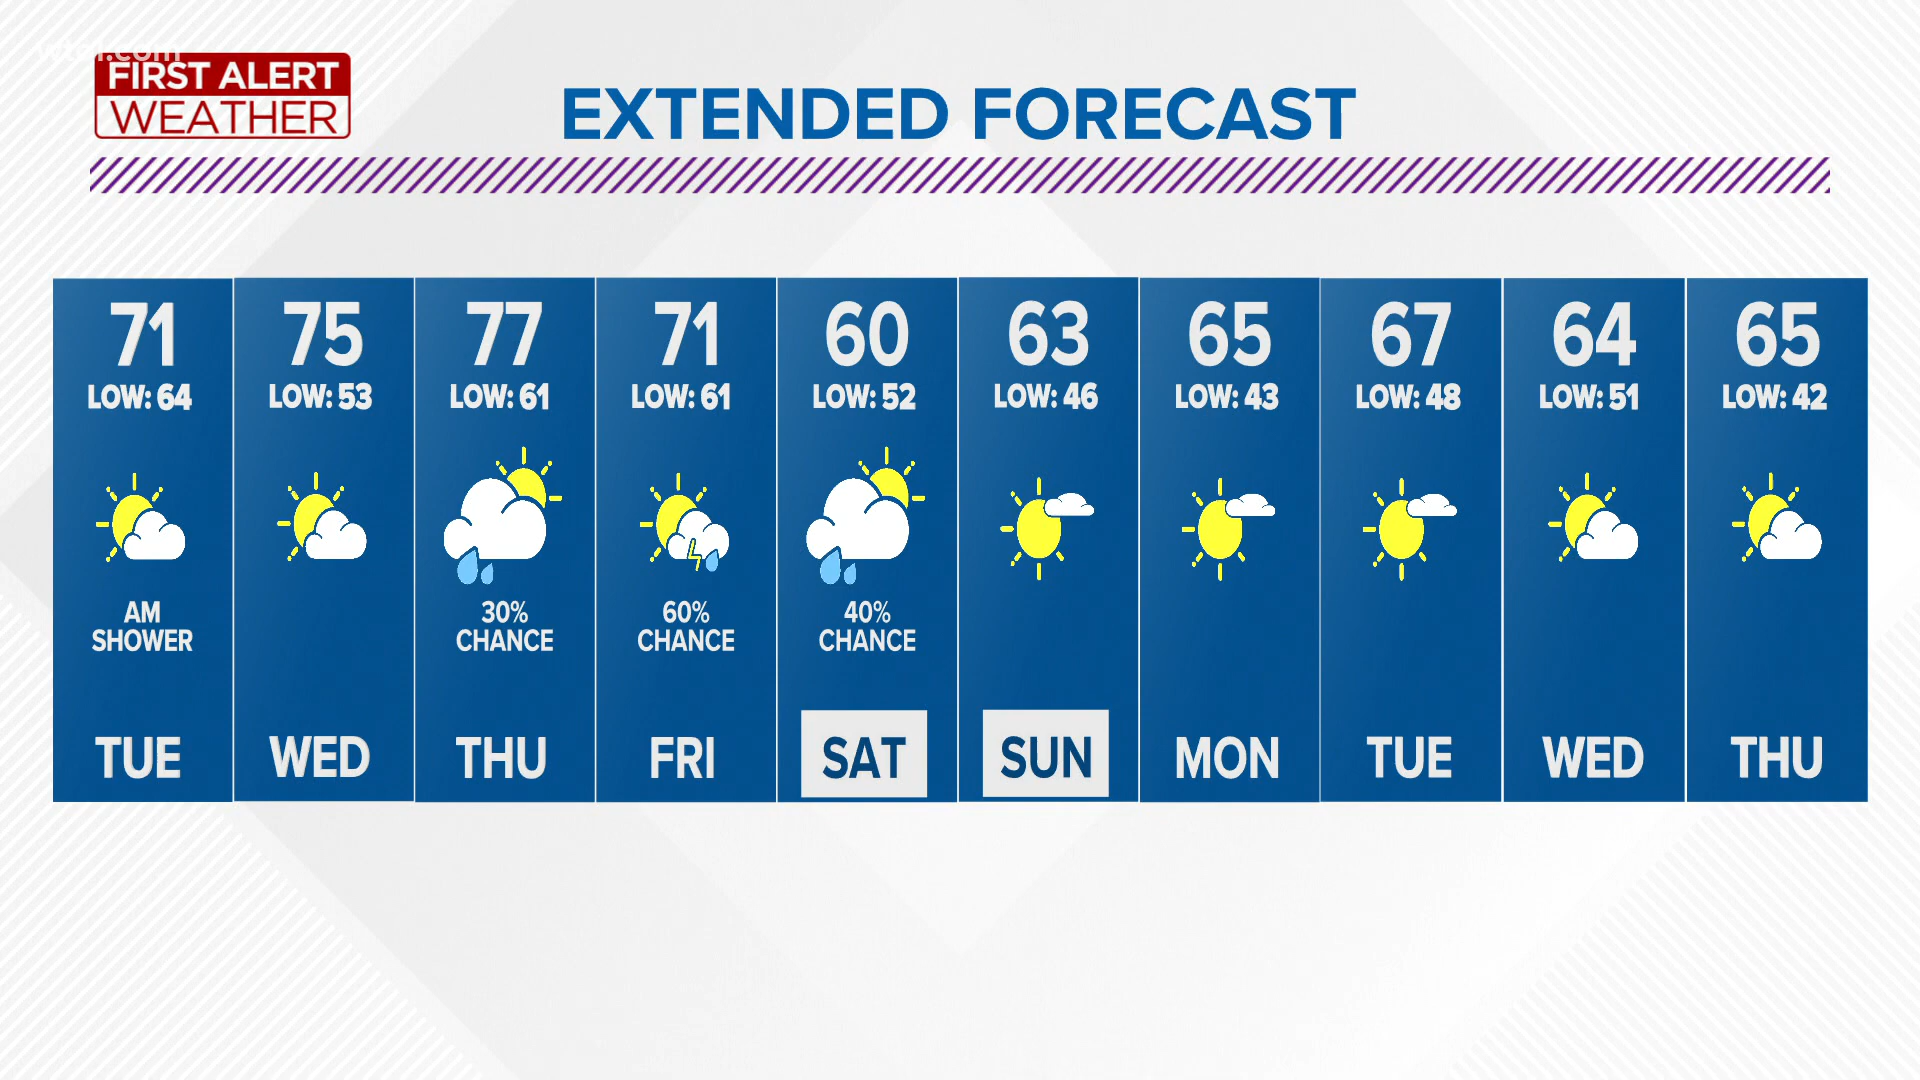 FIRST ALERT
WEATHER
EXTENDED FORECAST
71
LOW: 64
AM
SHOWER
TUE
75
LOW: 53
WED
77
LOW: 61
30%
CHANCE
THU
71
LOW: 61
60%
CHANCE
FRI
60
LOW: 52
40%
CHANCE
SAT
63
LOW: 46
SUN
65
LOW: 43
MON
67
LOW: 48
TUE
64
LOW: 51
WED
65
LOW: 42
THU